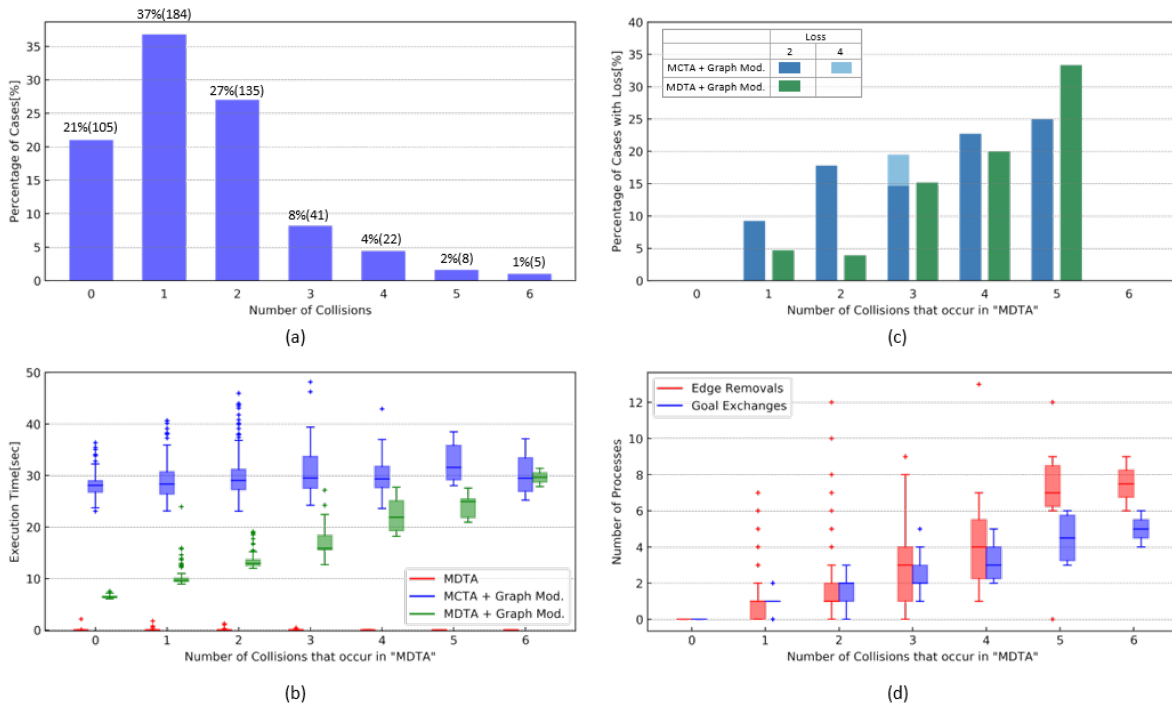 37%(184)
27%(135)
21%(105)
8%(41)
4%(22)
2%(8)
1%(5)
35
30
25
20
15
10
5
0
Percentage of Cases[%]
0 1 2 3 4 5 6
Number of Collisions
(a)
40
35
30
25
20
15
10
5
0
Percentage of Cases with Loss[%]
Loss
2 4
MCTA + Graph Mod.
MDTA + Graph Mod.
0 1 2 3 4 5 6
Number of Collisions that occur in "MDTA"
(c)
50
40
30
20
10
0
Execution Time[sec]
MDTA
MCTA + Graph Mod.
MDTA + Graph Mod.
0 1 2 3 4 5 6
Number of Collisions that occur in "MDTA"
(b)
12
10
8
6
4
2
0
Number of Processes
Edge Removals
Goal Exchanges
0 1 2 3 4 5 6
Number of Collisions that occur in "MDTA"
(d)